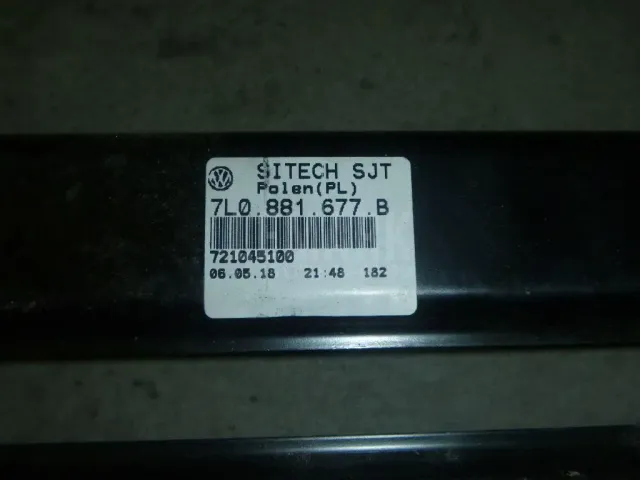 SITECH SJT
Polen(PL)
7L0.881.677.B
721045100
06.05.18 21:48 182